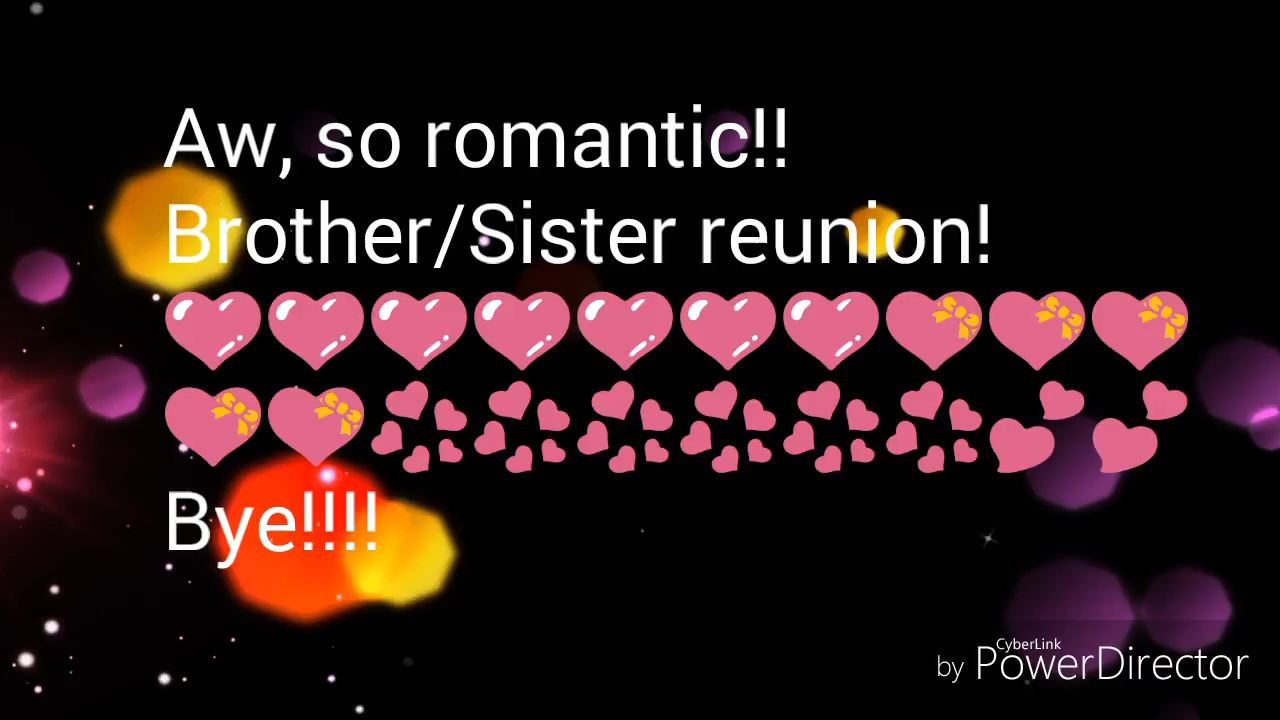 Aw, so romantic!!
Brother/Sister reunion!
💖💖💖💖💖💖💖💝💝💝
💝💝💞💞💞💞💞💞💕💕
Bye!!!!
CyberLink
by PowerDirector